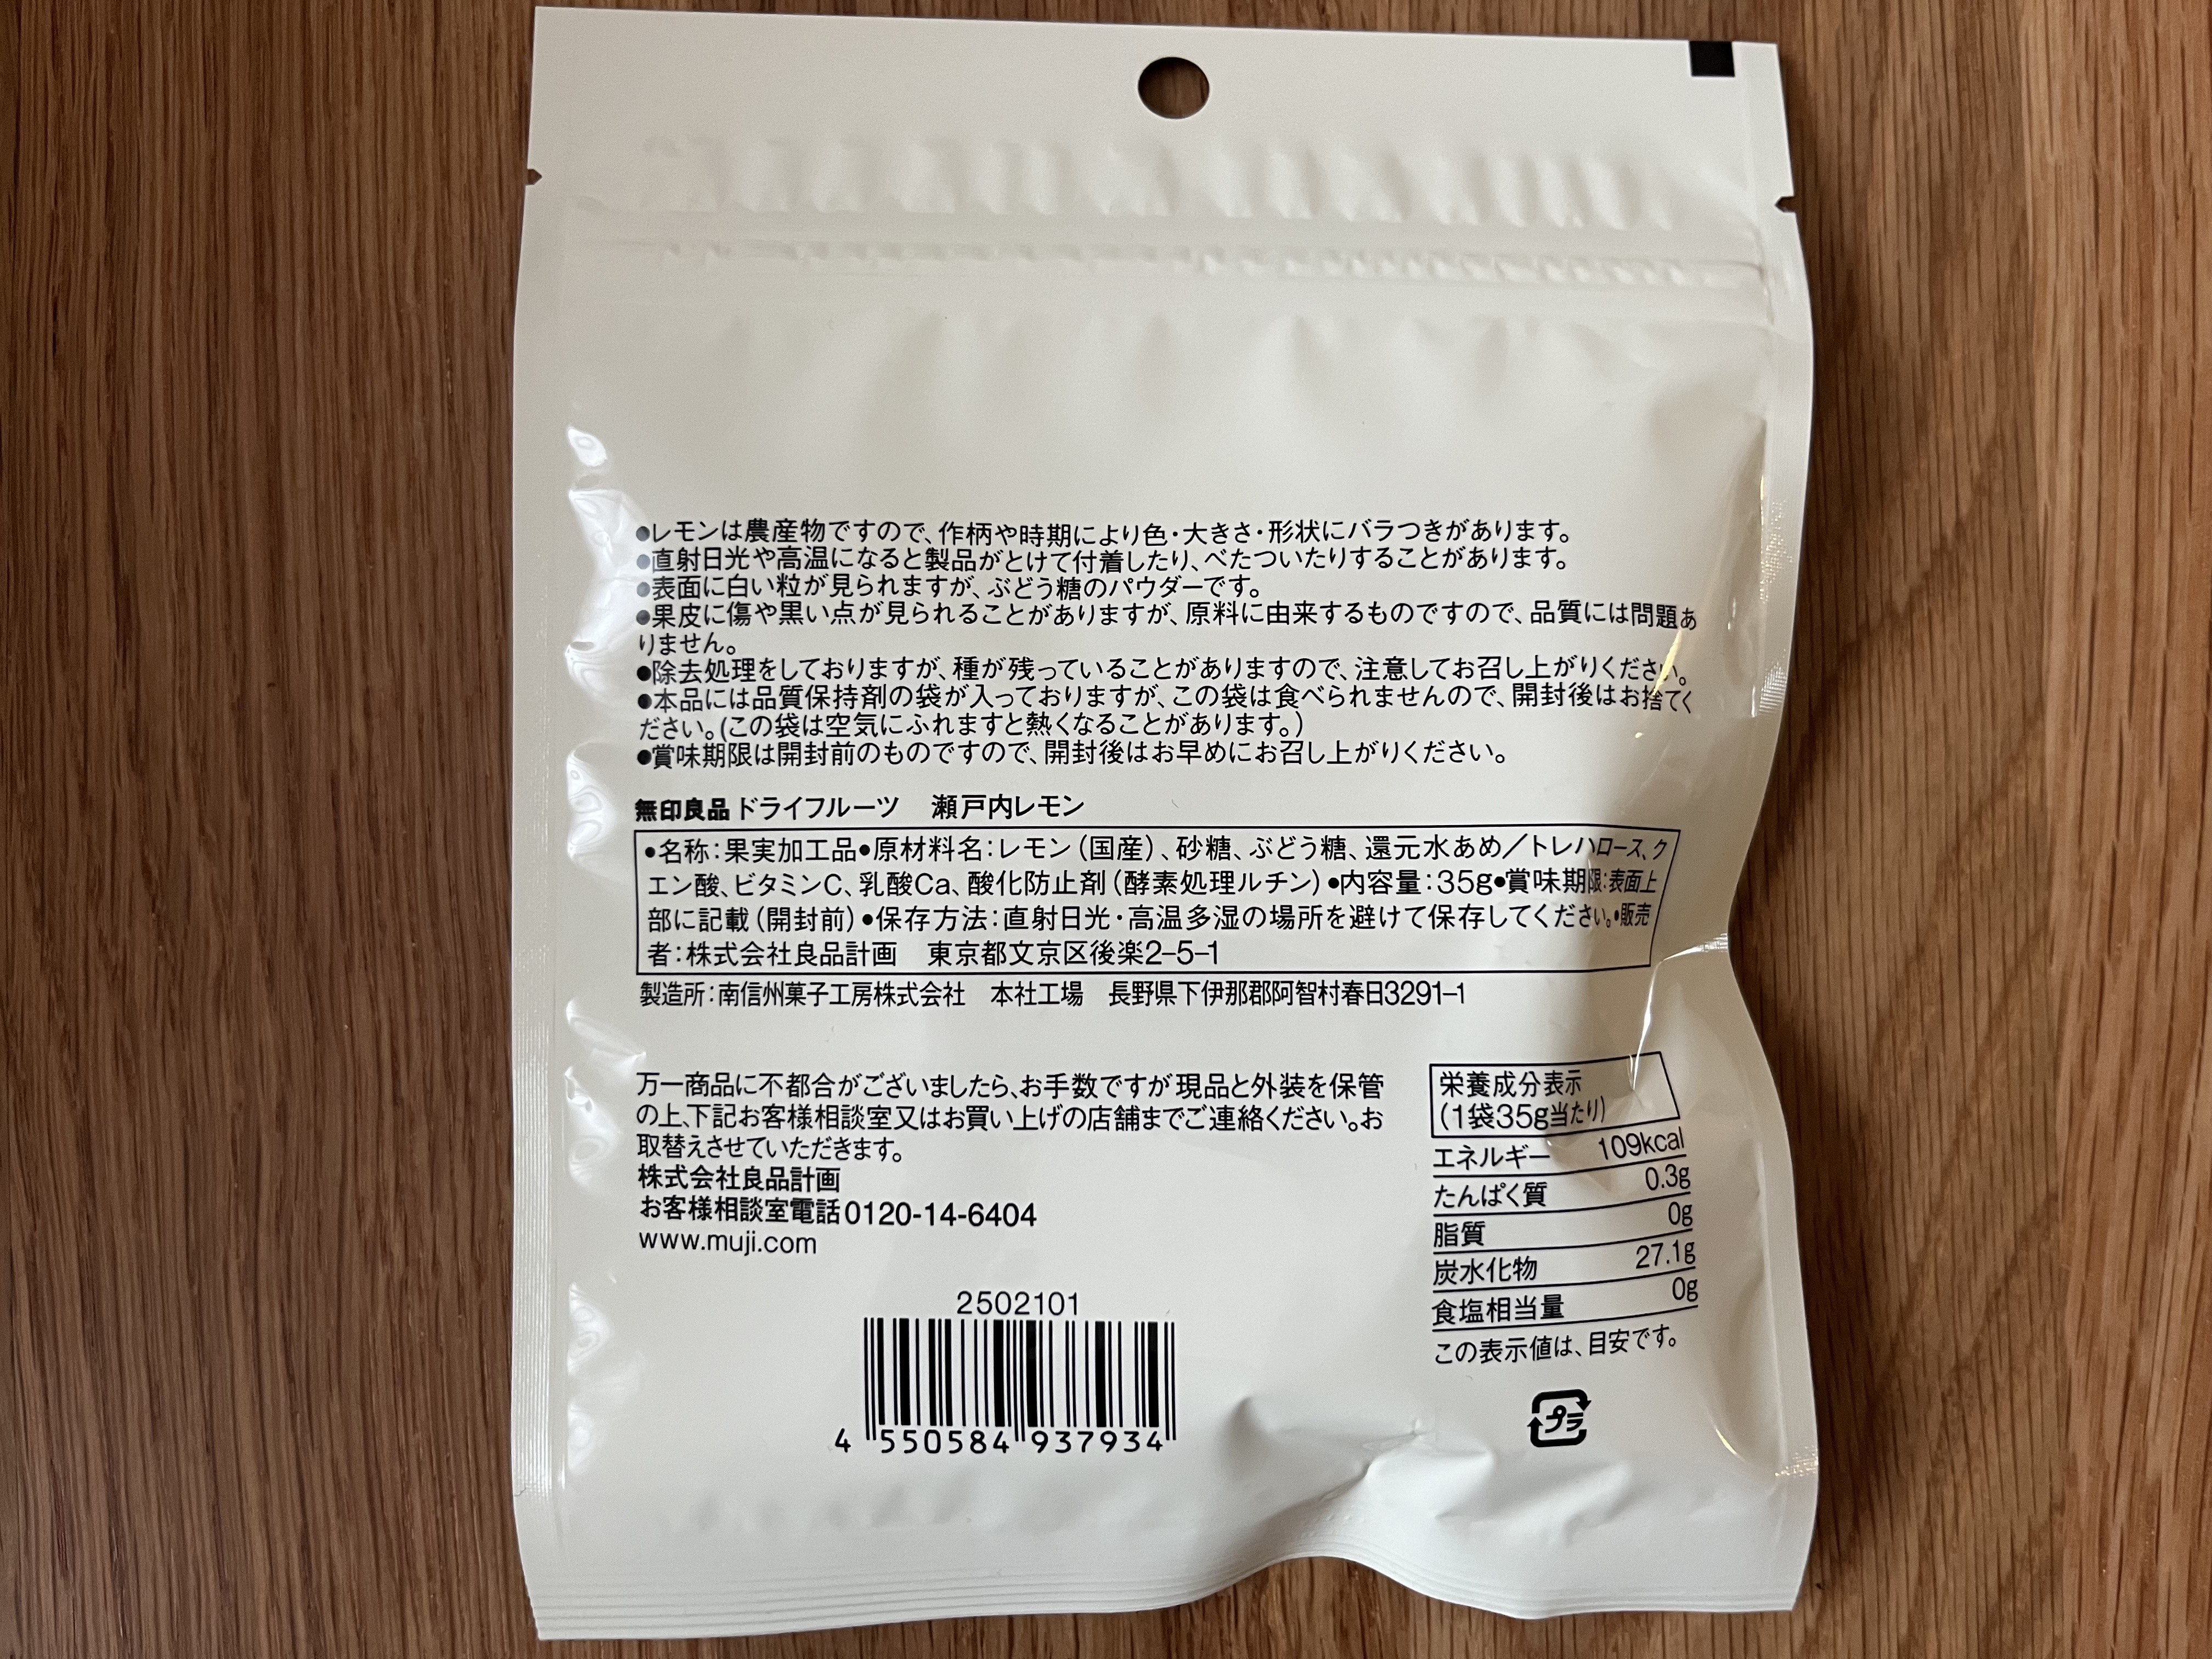 ●レモンは農産物ですので、作柄や時期により色・大きさ・形状にバラつきがあります。
●直射日光や高温になると製品がとけて付着したり、べたついたりすることがあります。
●表面に白い粒が見られますが、ぶどう糖のパウダーです。
●果皮に傷や黒い点が見られることがありますが、原料に由来するものですので、品質には問題あ
りません。
●除去処理をしておりますが、種が残っていることがありますので、注意してお召し上がりください。
●本品には品質保持剤の袋が入っておりますが、この袋は食べられませんので、開封後はお捨てく
ださい。(この袋は空気にふれますと熱くなることがあります。)
●賞味期限は開封前のものですので、開封後はお早めにお召し上がりください。
無印良品 ドライフルーツ　瀬戸内レモン
●名称：果実加工品●原材料名：レモン（国産）、砂糖、ぶどう糖、還元水あめ／トレハロース、ク
エン酸、ビタミンC、乳酸Ca、酸化防止剤（酵素処理ルチン）●内容量：35g●賞味期限：表面上
部に記載（開封前）●保存方法：直射日光・高温多湿の場所を避けて保存してください。●販売
者：株式会社良品計画　東京都文京区後楽2–5–1
製造所：南信州菓子工房株式会社　本社工場　長野県下伊那郡阿智村春日3291–1
万一商品に不都合がございましたら、お手数ですが現品と外装を保管
の上、下記お客様相談室又はお買い上げの店舗までご連絡ください。お
取替えさせていただきます。
株式会社良品計画
お客様相談室電話0120-14-6404
www.muji.com
2502101
4 550584 937934
栄養成分表示
(1袋35g当たり)
エネルギー 109kcal
たんぱく質 0.3g
脂質 0g
炭水化物 27.1g
食塩相当量 0g
この表示値は、目安です。
プラ